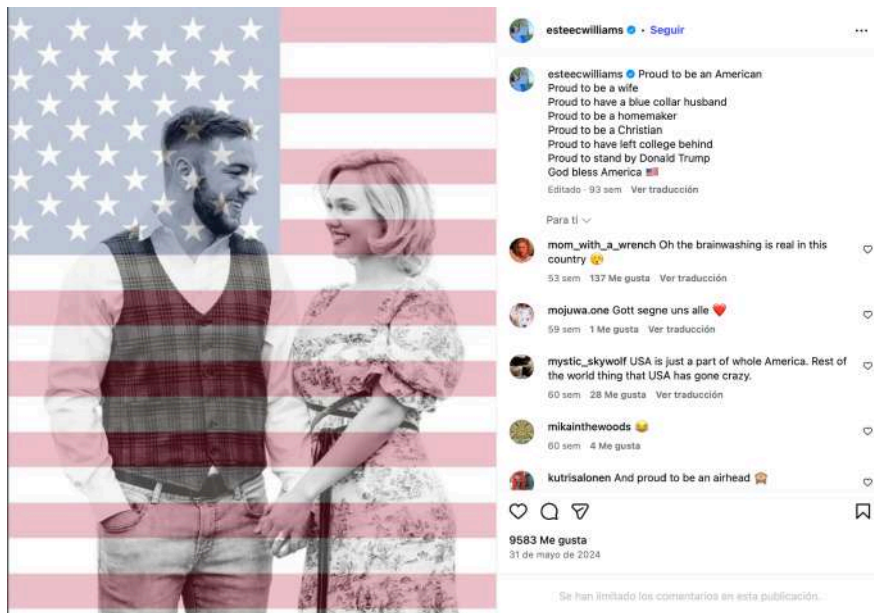 esteecwilliams • Seguir
esteecwilliams Proud to be an American
Proud to be a wife
Proud to have a blue collar husband
Proud to be a homemaker
Proud to be a Christian
Proud to have left college behind
Proud to stand by Donald Trump
God bless America 🇺🇸
Editado · 93 sem Ver traducción
Para ti
mom_with_a_wrench Oh the brainwashing is real in this
country 😢
53 sem 137 Me gusta Ver traducción
mojuwa.one Gott segne uns alle ❤️
59 sem 1 Me gusta Ver traducción
mystic_skywolf USA is just a part of whole America. Rest of
the world thing that USA has gone crazy.
60 sem 28 Me gusta Ver traducción
mikainthewoods 😂
60 sem 4 Me gusta
kutrisalonen And proud to be an airhead 🙈
9583 Me gusta
31 de mayo de 2024
Se han limitado los comentarios en esta publicación.